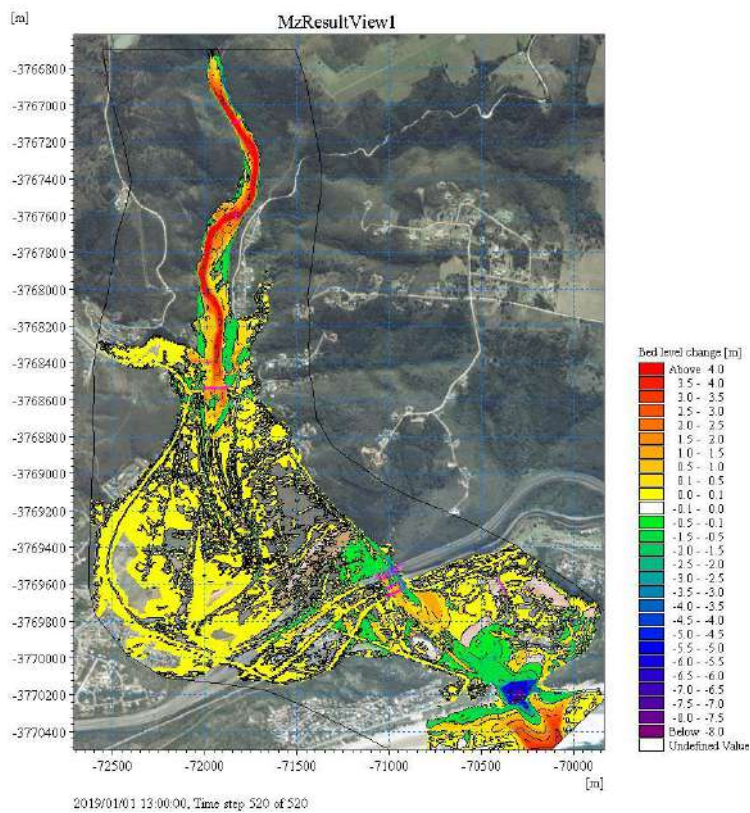 MzResultView1
[m]
-3766800
-3767000
-3767200
-3767400
-3767600
-3767800
-3768000
-3768200
-3768400
-3768600
-3768800
-3769000
-3769200
-3769400
-3769600
-3769800
-3770000
-3770200
-3770400
-72500
-72000
-71500
-71000
-70500
-70000
[m]
Bed level change [m]
Above 4.0
3.5 - 4.0
3.0 - 3.5
2.5 - 3.0
2.0 - 2.5
1.5 - 2.0
1.0 - 1.5
0.5 - 1.0
0.1 - 0.5
0.0 - 0.1
-0.1 - 0.0
-0.5 - -0.1
-1.5 - -0.5
-2.0 - -1.5
-2.5 - -2.0
-3.0 - -2.5
-3.5 - -3.0
-4.0 - -3.5
-4.5 - -4.0
-5.0 - -4.5
-5.5 - -5.0
-6.0 - -5.5
-6.5 - -6.0
-7.0 - -6.5
-7.5 - -7.0
-8.0 - -7.5
Below -8.0
Undefined Value
2019/01/01 13:00:00, Time step 520 of 520